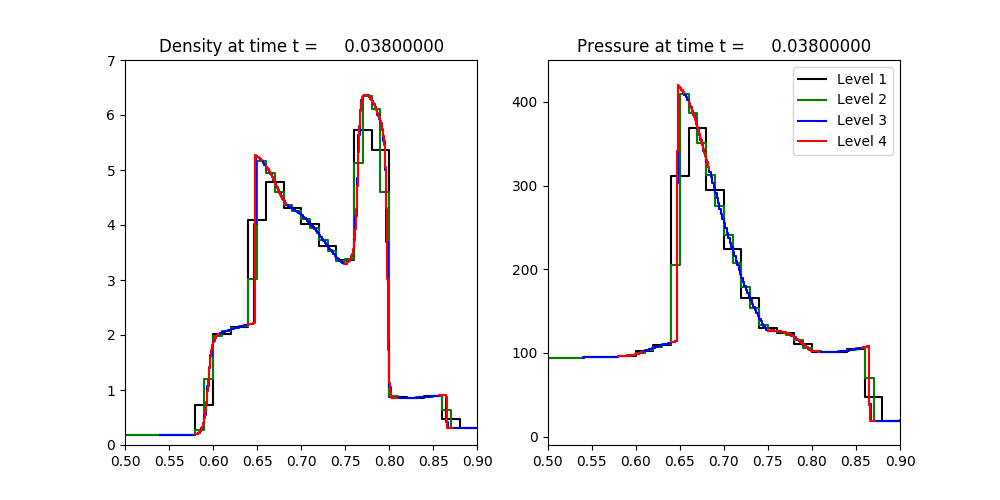 Density at time t = 0.03800000
7
6
5
4
3
2
1
0
0.50 0.55 0.60 0.65 0.70 0.75 0.80 0.85 0.90
Pressure at time t = 0.03800000
Level 1
Level 2
Level 3
Level 4
400
300
200
100
0
0.50 0.55 0.60 0.65 0.70 0.75 0.80 0.85 0.90